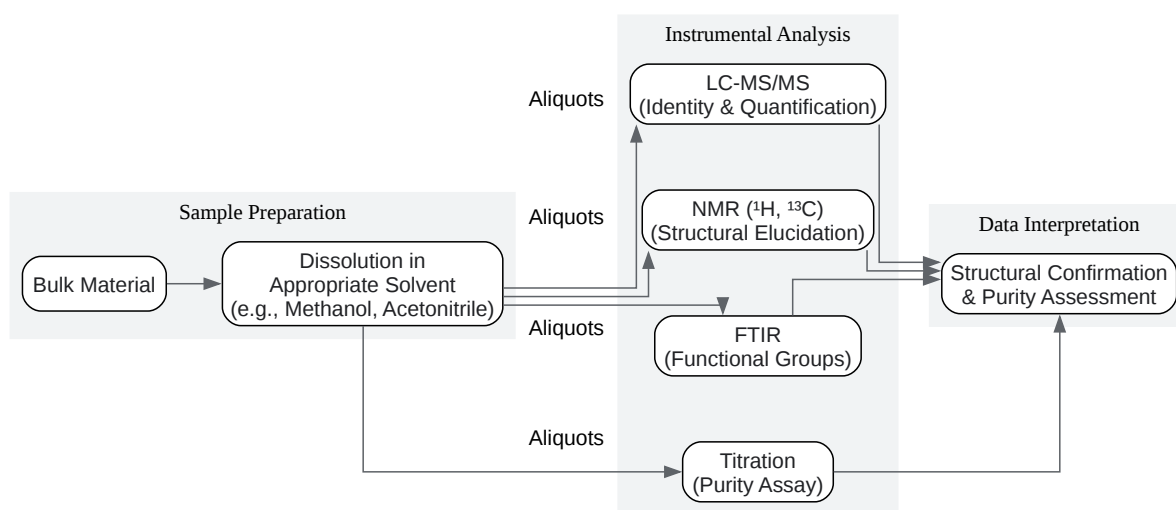 Instrumental Analysis
LC-MS/MS
(Identity & Quantification)
Aliquots
Sample Preparation
Aliquots
NMR (¹H, ¹³C)
(Structural Elucidation)
Data Interpretation
Bulk Material
Dissolution in
Appropriate Solvent
(e.g., Methanol, Acetonitrile)
Structural Confirmation
& Purity Assessment
Aliquots
FTIR
(Functional Groups)
Aliquots
Titration
(Purity Assay)